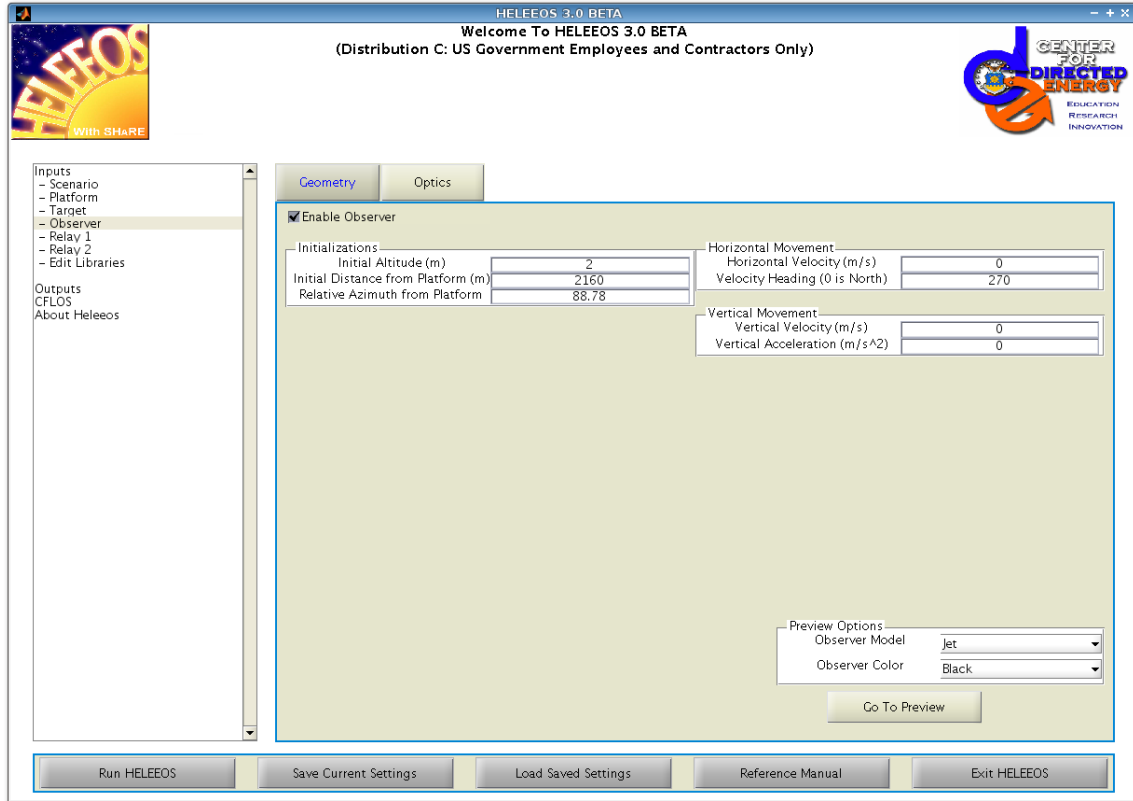 HELEEOS 3.0 BETA
Welcome To HELEEOS 3.0 BETA
(Distribution C: US Government Employees and Contractors Only)
HELEEOS
With SHaRE
CENTER
FOR
DIRECTED
ENERGY
EDUCATION
RESEARCH
INNOVATION
Inputs
– Scenario
– Platform
– Target
– Observer
– Relay 1
– Relay 2
– Edit Libraries
Outputs
CFLOS
About Heleeos
Geometry Optics
Enable Observer
Initializations
Initial Altitude (m) 2
Initial Distance from Platform (m) 2160
Relative Azimuth from Platform 88.78
Horizontal Movement
Horizontal Velocity (m/s) 0
Velocity Heading (0 is North) 270
Vertical Movement
Vertical Velocity (m/s) 0
Vertical Acceleration (m/s^2) 0
Preview Options
Observer Model Jet
Observer Color Black
Go To Preview
Run HELEEOS Save Current Settings Load Saved Settings Reference Manual Exit HELEEOS